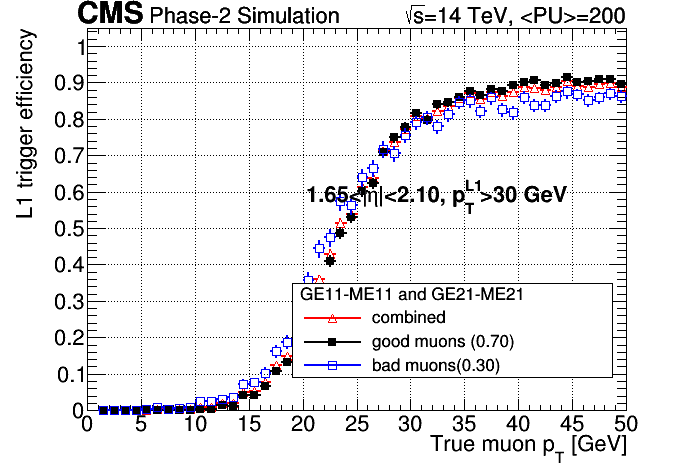 CMS Phase-2 Simulation √s=14 TeV, <PU>=200
L1 trigger efficiency
1
0.9
0.8
0.7
0.6
0.5
0.4
0.3
0.2
0.1
0
1.65<|η|<2.10, p_T^L1>30 GeV
GE11-ME11 and GE21-ME21
combined
good muons (0.70)
bad muons(0.30)
0 5 10 15 20 25 30 35 40 45 50
True muon p_T [GeV]